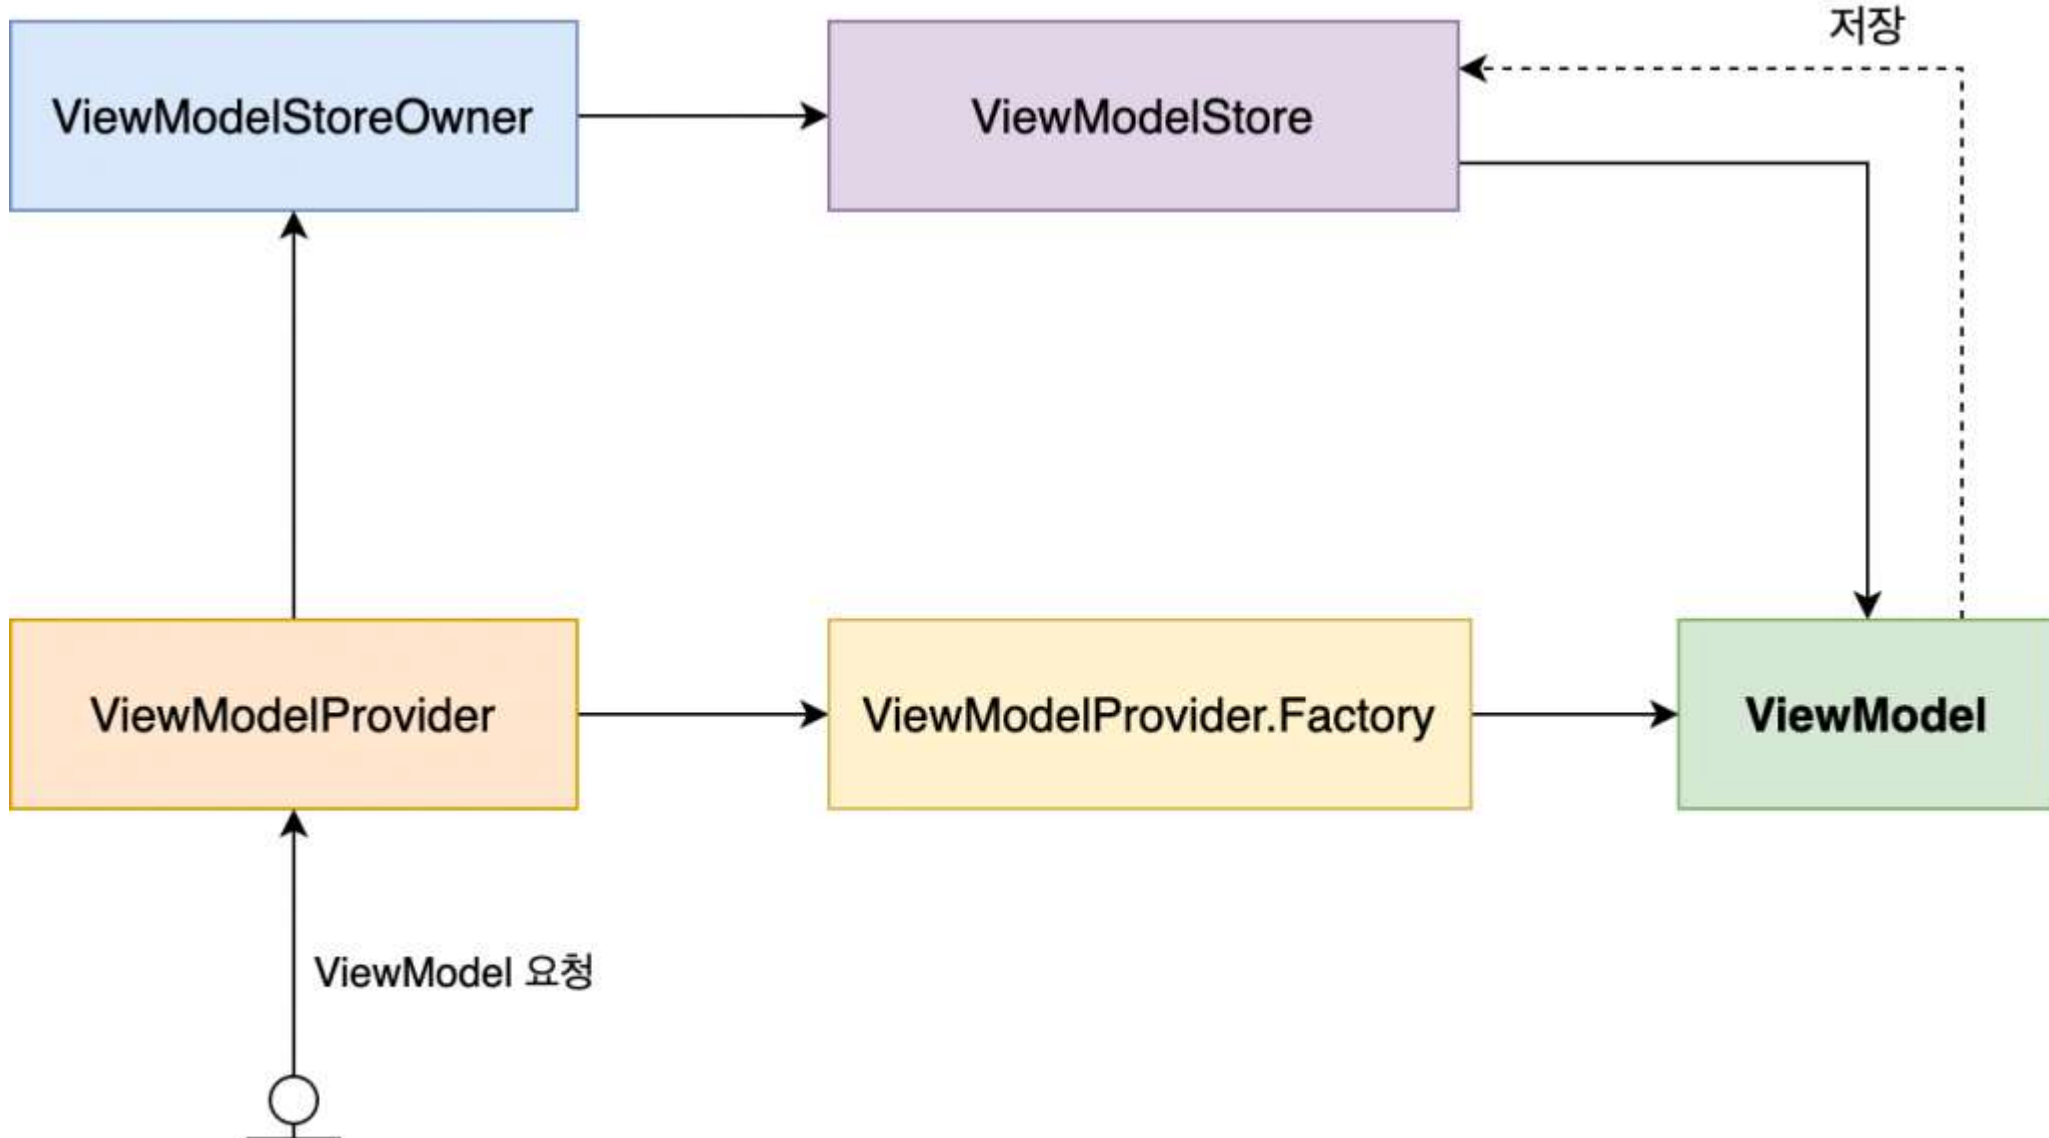 저장
ViewModelStoreOwner
ViewModelStore
ViewModelProvider
ViewModelProvider.Factory
ViewModel
ViewModel 요청